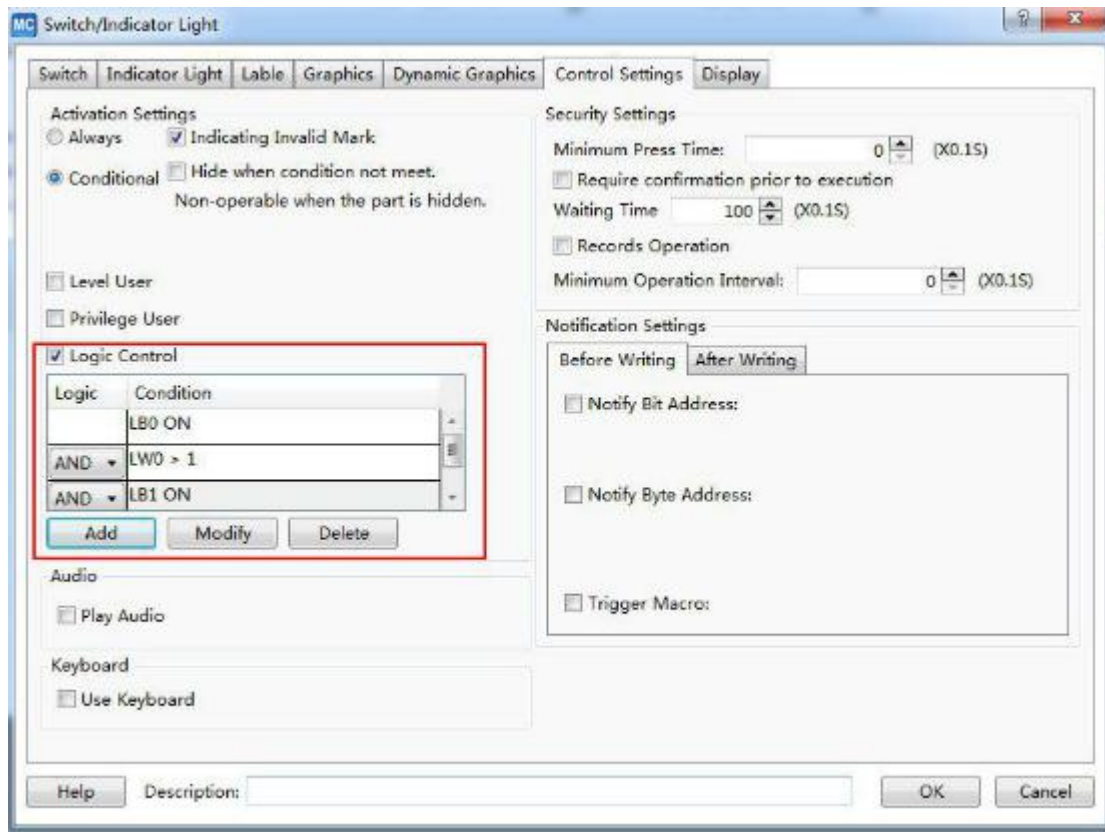 MC Switch/Indicator Light
Switch Indicator Light Lable Graphics Dynamic Graphics Control Settings Display
Activation Settings
Always Indicating Invalid Mark
Conditional Hide when condition not meet.
Non-operable when the part is hidden.
Level User
Privilege User
Logic Control
Logic Condition
LB0 ON
AND LW0 > 1
AND LB1 ON
Add Modify Delete
Audio
Play Audio
Keyboard
Use Keyboard
Security Settings
Minimum Press Time: 0 (X0.1S)
Require confirmation prior to execution
Waiting Time 100 (X0.1S)
Records Operation
Minimum Operation Interval: 0 (X0.1S)
Notification Settings
Before Writing After Writing
Notify Bit Address:
Notify Byte Address:
Trigger Macro:
Help Description: OK Cancel